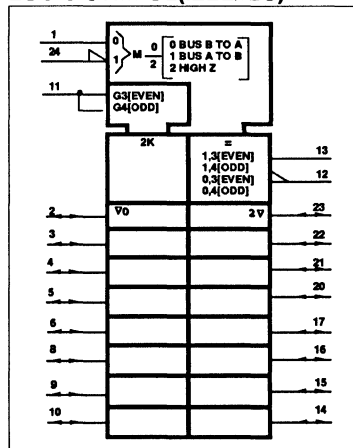 1
24
0
1
M
0
2
0 BUS B TO A
1 BUS A TO B
2 HIGH Z
11
G3[EVEN]
G4[ODD]
2K
=
1,3[EVEN]
1,4[ODD]
0,3[EVEN]
0,4[ODD]
13
12
2
∇0
2∇
23
3
22
4
21
5
20
6
17
8
16
9
15
10
14